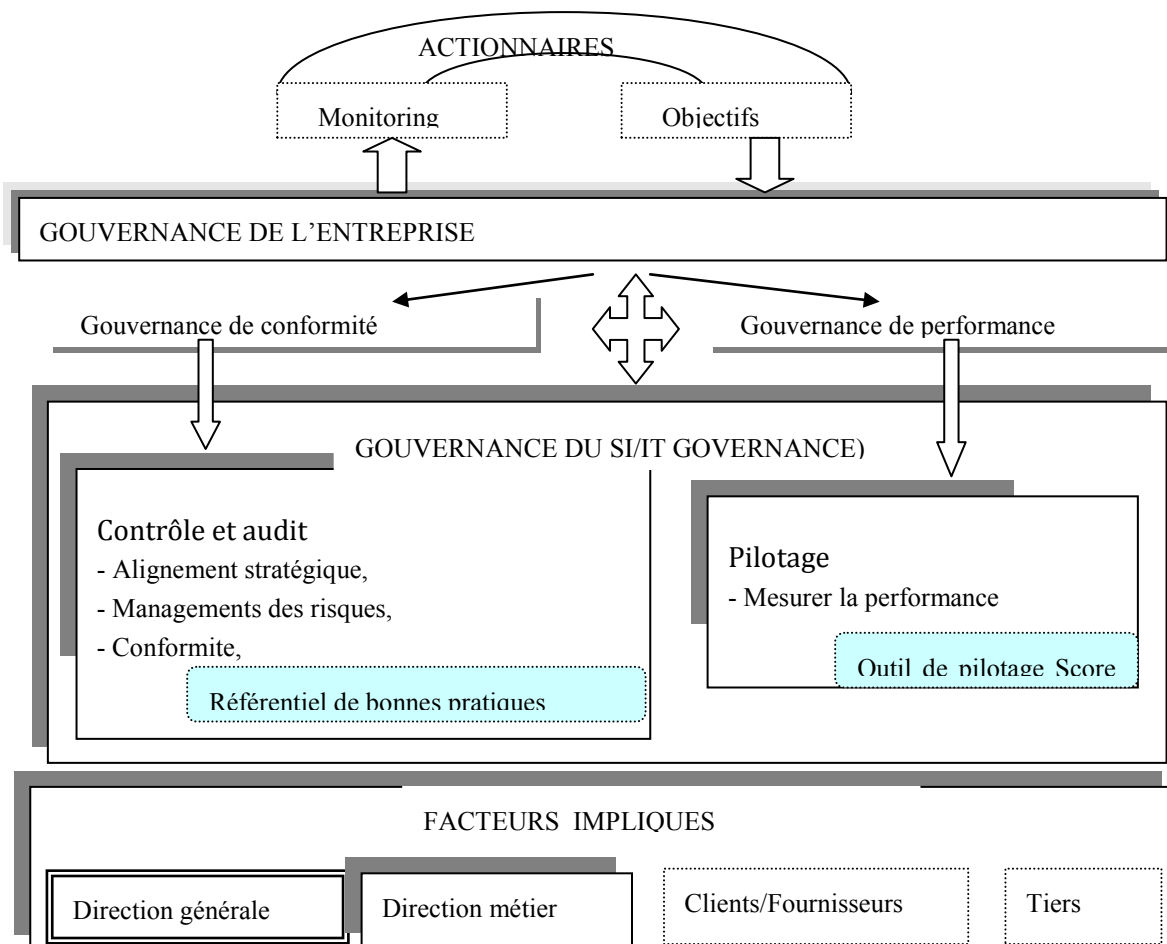 ACTIONNAIRES
Monitoring
Objectifs
GOUVERNANCE DE L’ENTREPRISE
Gouvernance de conformité
Gouvernance de performance
GOUVERNANCE DU SI/IT GOVERNANCE)
Contrôle et audit
- Alignement stratégique,
- Managements des risques,
- Conformite,
Référentiel de bonnes pratiques
Pilotage
- Mesurer la performance
Outil de pilotage Score
FACTEURS IMPLIQUES
Direction générale
Direction métier
Clients/Fournisseurs
Tiers